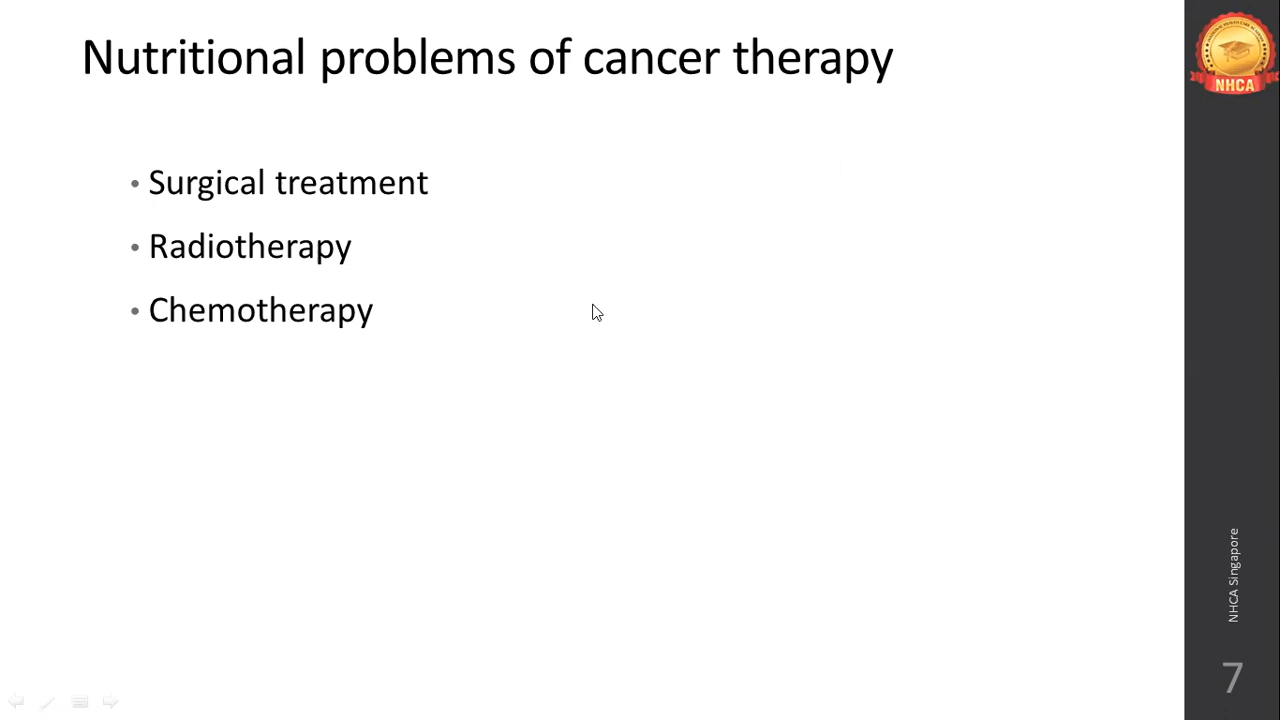 Nutritional problems of cancer therapy
• Surgical treatment
• Radiotherapy
• Chemotherapy
NHCA
NHCA Singapore
7